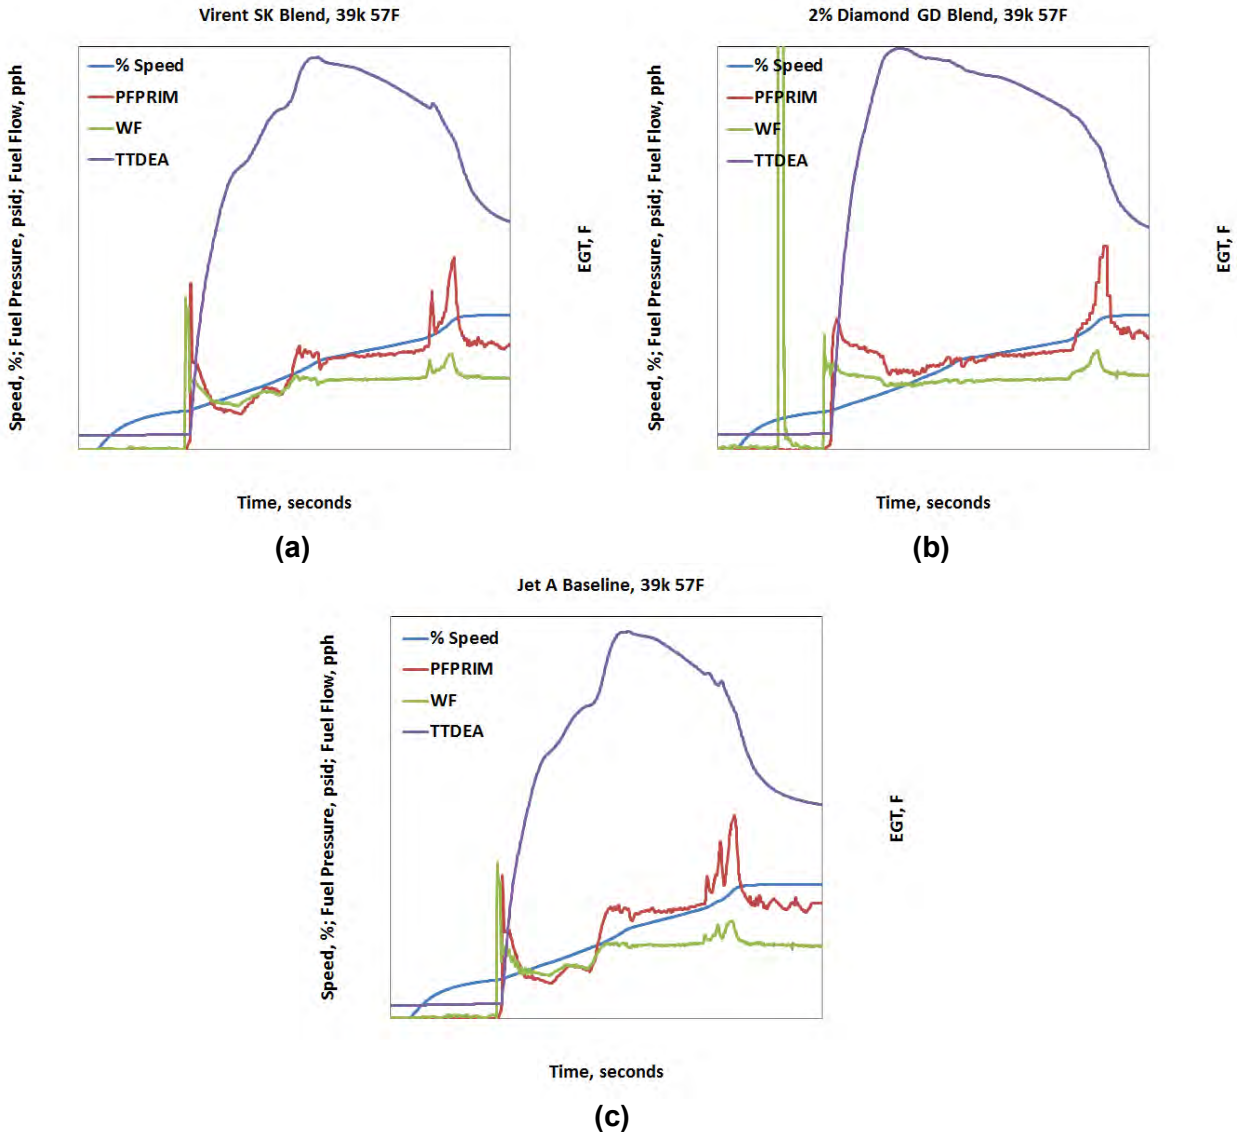 Virent SK Blend, 39k 57F
Speed, %; Fuel Pressure, psid; Fuel Flow, pph
% Speed
PFPRIM
WF
TTDEA
EGT, F
Time, seconds
(a)
2% Diamond GD Blend, 39k 57F
Speed, %; Fuel Pressure, psid; Fuel Flow, pph
% Speed
PFPRIM
WF
TTDEA
EGT, F
Time, seconds
(b)
Jet A Baseline, 39k 57F
Speed, %; Fuel Pressure, psid; Fuel Flow, pph
% Speed
PFPRIM
WF
TTDEA
EGT, F
Time, seconds
(c)